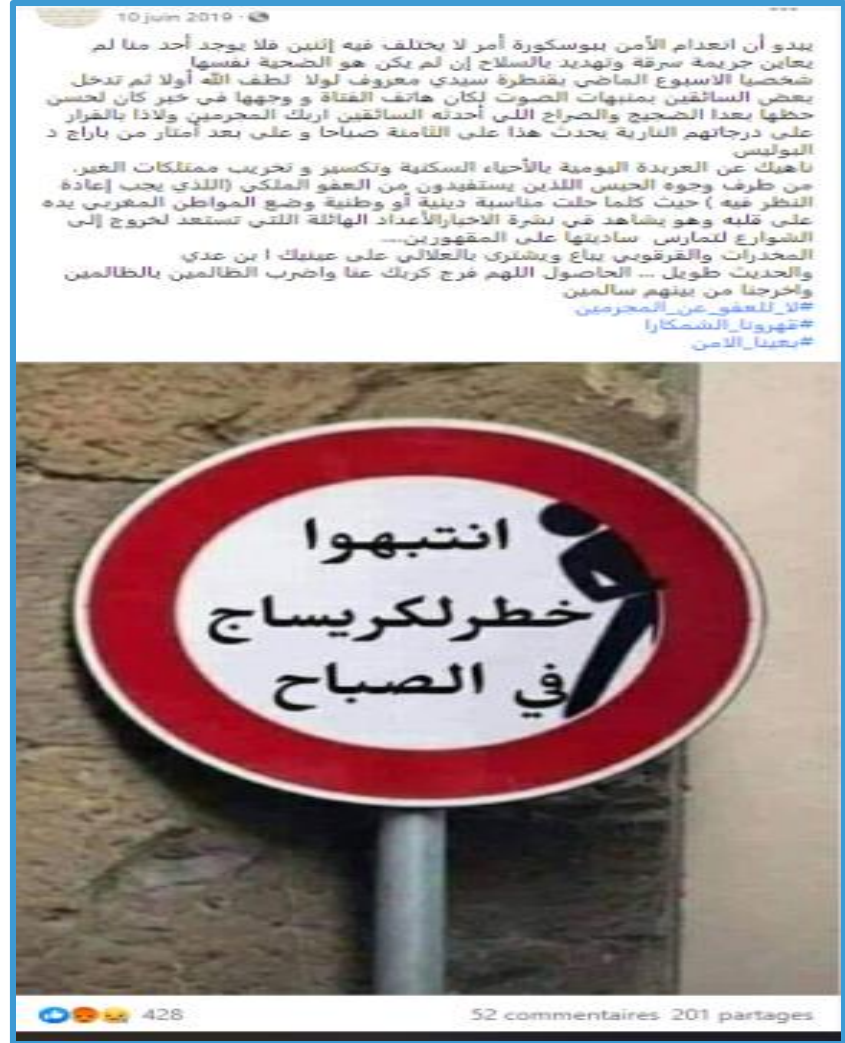 10 juin 2019
يبدو أن انعدام الأمن ببوسكورة أمر لا يختلف فيه إثنين فلا يوجد أحد منا لم
يعاين جريمة سرقة وتهديد بالسلاح إن لم يكن هو الضحية نفسها
شخصيا الاسبوع الماضي بقنطرة سيدي معروف لولا لطف الله أولا ثم تدخل
بعض السائقين بمنبهات الصوت لكان هاتف الفتاة و وجهها في خبر كان لحسن
حظها بعدا الضجيج والصراخ اللي أحدثه السائقين اربك المجرمين ولاذا بالفرار
على درجاتهم النارية يحدث هذا على الثامنة صباحا و على بعد أمتار من باراج د
البوليس
ناهيك عن العربدة اليومية بالأحياء السكنية وتكسير و تخريب ممتلكات الغير.
من طرف وجوه الحبس اللذين يستفيدون من العفو الملكي (اللذي يجب إعادة
النظر فيه ) حيث كلما حلت مناسبة دينية أو وطنية وضع المواطن المغربي يده
على قلبه وهو يشاهد في نشرة الاخبارالأعداد الهائلة اللتي تستعد لخروج إلى
الشوارع لتمارس ساديتها على المقهورين....
المخدرات والقرقوبي يباع ويشترى بالعلالي على عينيك ا بن عدي
والحديث طويل ... الحاصول اللهم فرج كربك عنا واضرب الظالمين بالظالمين
واخرجنا من بينهم سالمين
#لا_للعفو_عن_المجرمين
#قهرونا_الشمكارا
#بغينا_الامن
انتبهوا
خطرلكريساج
في الصباح
428
52 commentaires 201 partages